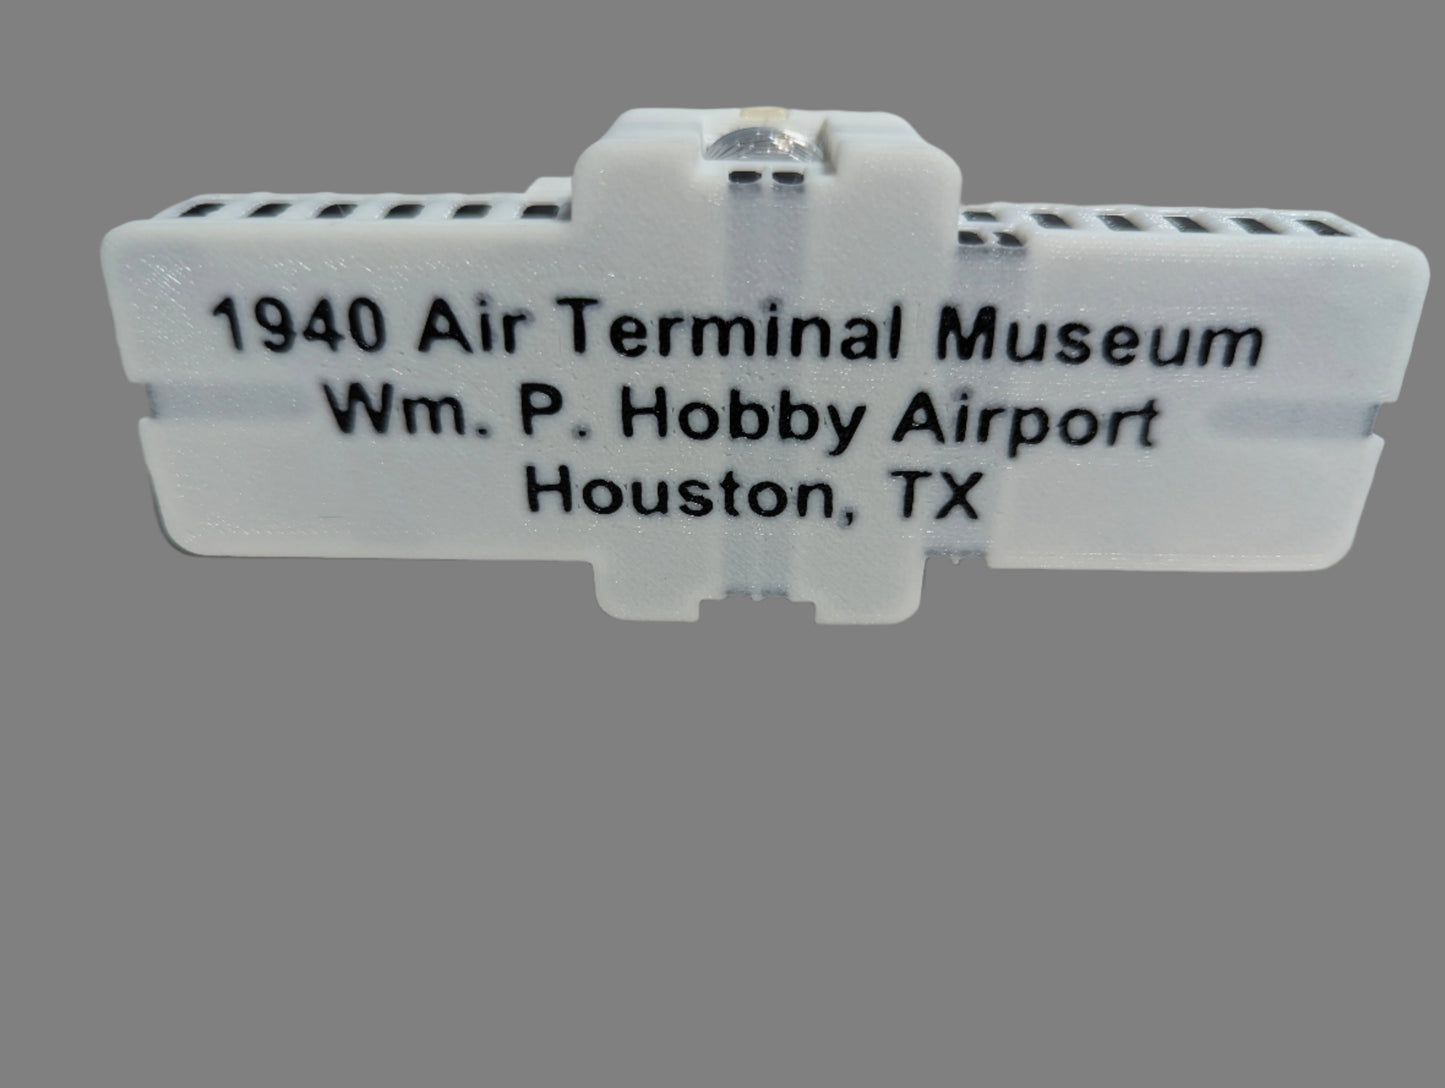 1940 Air Terminal Museum
Wm. P. Hobby Airport
Houston, TX